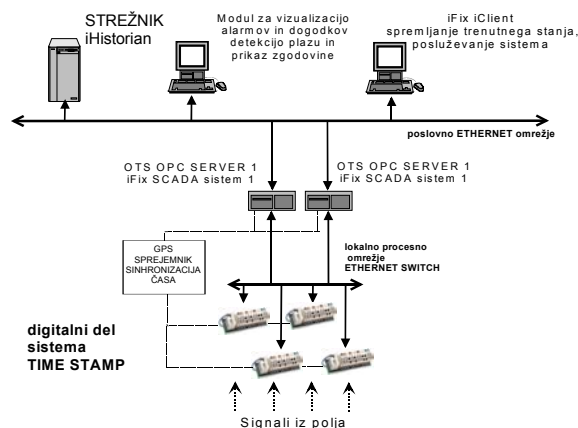 STREŽNIK
iHistorian
Modul za vizualizacijo
alarmov in dogodkov
detekcijo plazu in
prikaz zgodovine
iFix iClient
spremljanje trenutnega stanja,
posluževanje sistema
poslovno ETHERNET omrežje
OTS OPC SERVER 1
iFix SCADA sistem 1
OTS OPC SERVER 1
iFix SCADA sistem 1
GPS
SPREJEMNIK
SINHRONIZACIJA
ČASA
lokalno procesno
omrežje
ETHERNET SWITCH
digitalni del
sistema
TIME STAMP
Signali iz polja